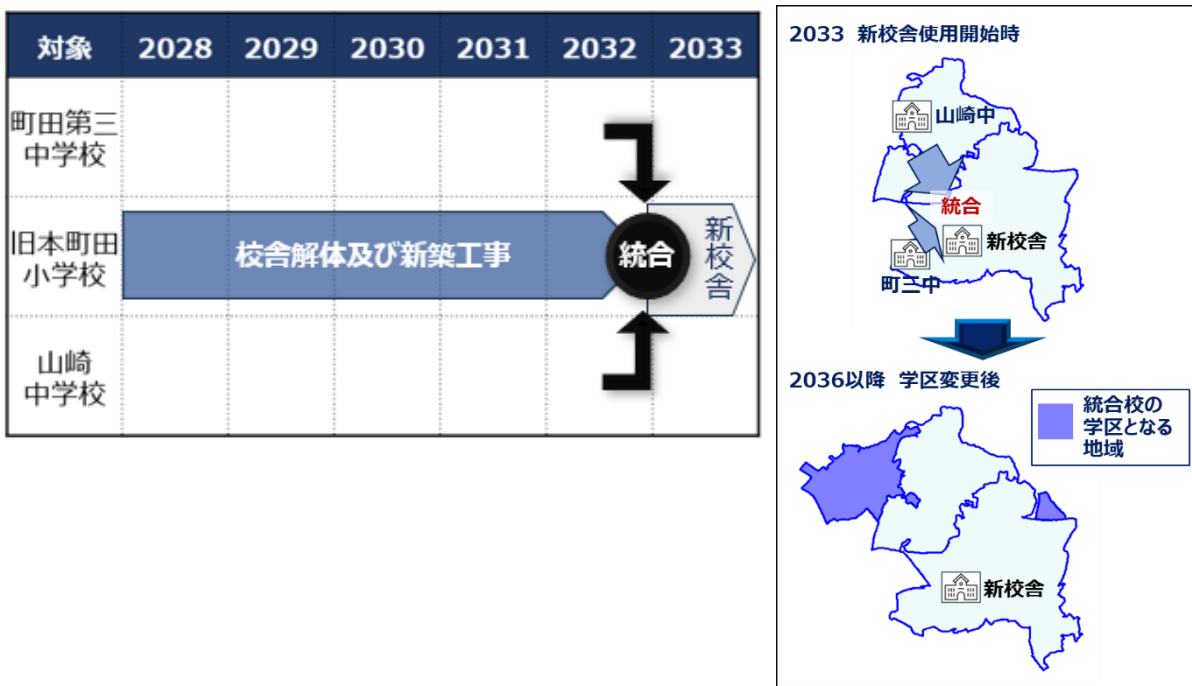 対象 2028 2029 2030 2031 2032 2033
町田第三
中学校
旧本町田
小学校
校舎解体及び新築工事
統合
新校舎
山崎
中学校
2033 新校舎使用開始時
山崎中
統合
新校舎
町三中
2036以降 学区変更後
統合校の
学区となる
地域
新校舎